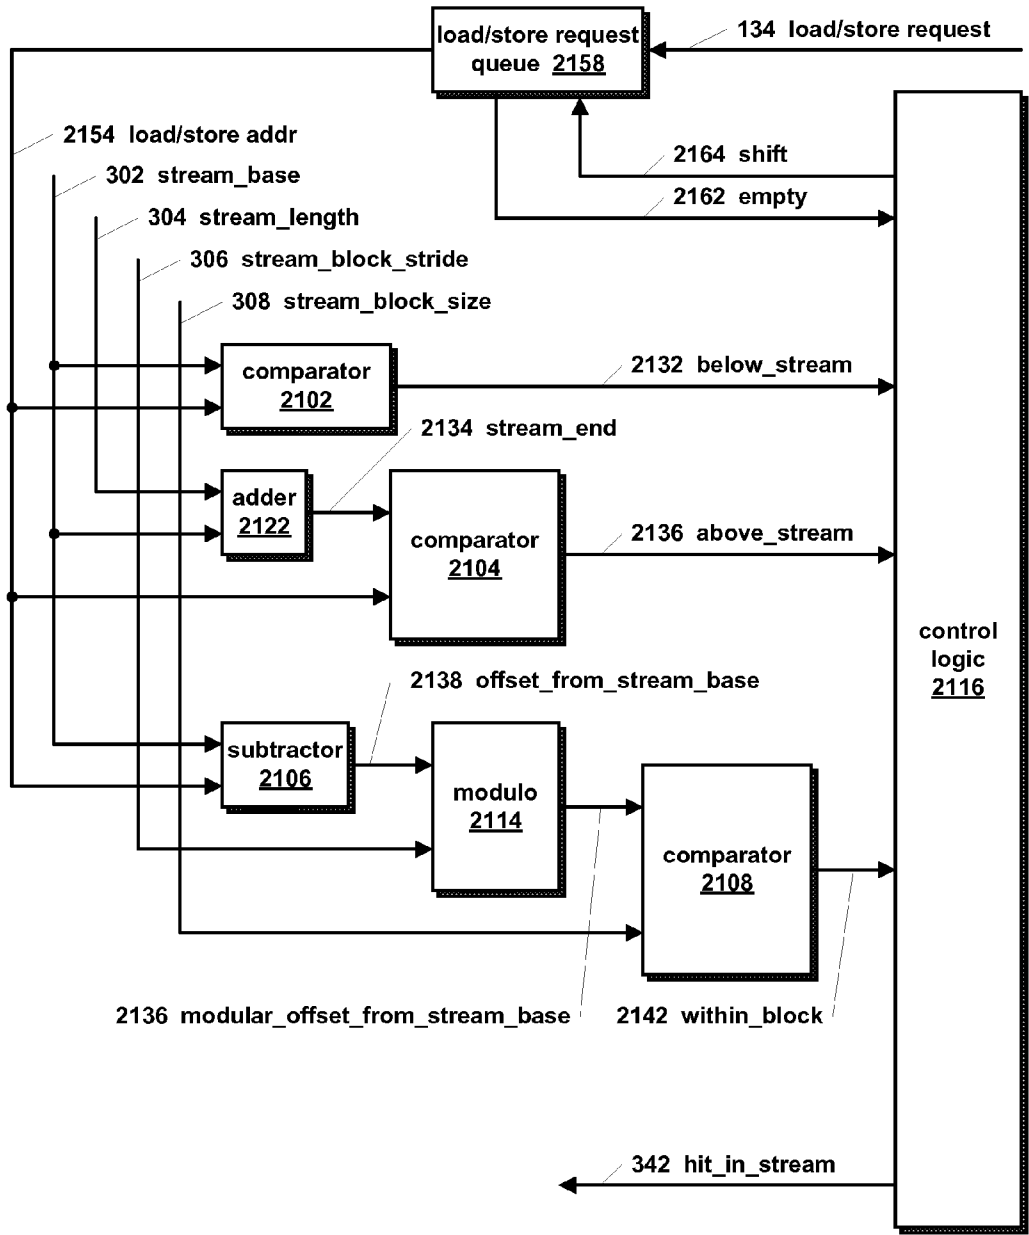 load/store request
queue 2158
134 load/store request
2154 load/store addr
2164 shift
302 stream_base
2162 empty
304 stream_length
306 stream_block_stride
308 stream_block_size
comparator
2102
2132 below_stream
2134 stream_end
adder
2122
comparator
2104
2136 above_stream
control
logic
2116
2138 offset_from_stream_base
subtractor
2106
modulo
2114
comparator
2108
2136 modular_offset_from_stream_base
2142 within_block
342 hit_in_stream